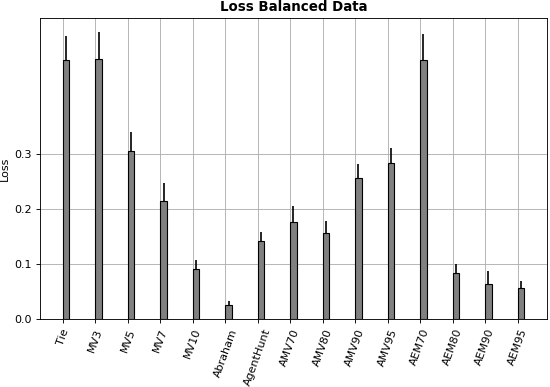 Loss Balanced Data
Loss
0.3
0.2
0.1
0.0
Tie
MV3
MV5
MV7
MV10
Abraham
AgentHunt
AMV70
AMV80
AMV90
AMV95
AEM70
AEM80
AEM90
AEM95